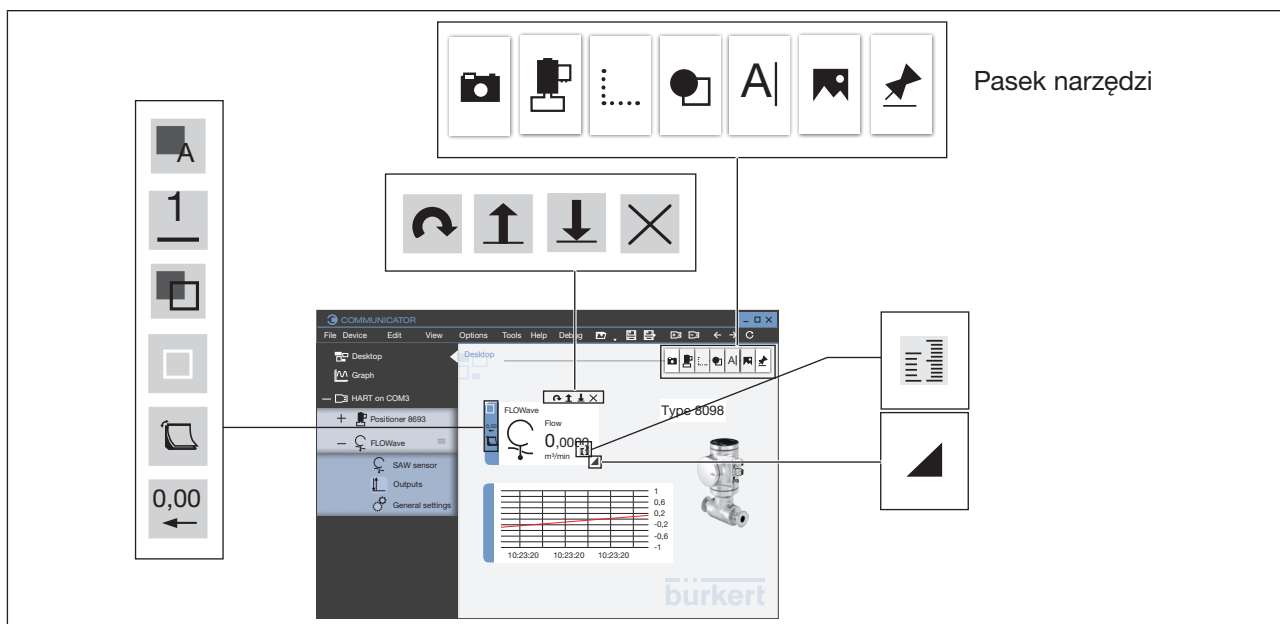 A|
Pasek narzędzi
A
1
0,00
COMMUNICATOR
File Device Edit View Options Tools Help Debug
Desktop
Graph
HART on COM3
Positioner 8693
FLOWave
SAW sensor
Outputs
General settings
Desktop
A|
FLOWave
Flow
0,0000
m³/min
0,00
Type 8098
1
0,6
0,2
-0,2
-0,6
-1
10:23:20 10:23:20 10:23:20
bürkert